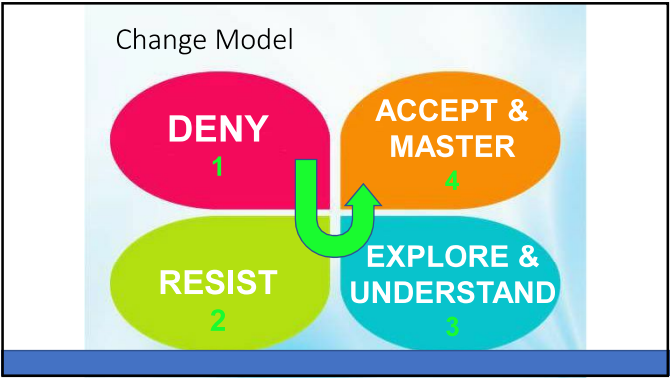 Change Model
DENY
1
RESIST
2
EXPLORE &
UNDERSTAND
3
ACCEPT &
MASTER
4